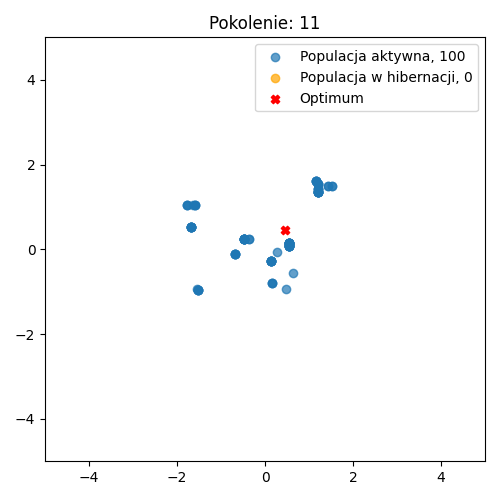 Pokolenie: 11
Populacja aktywna, 100
Populacja w hibernacji, 0
Optimum
4
2
0
−2
−4
−4
−2
0
2
4